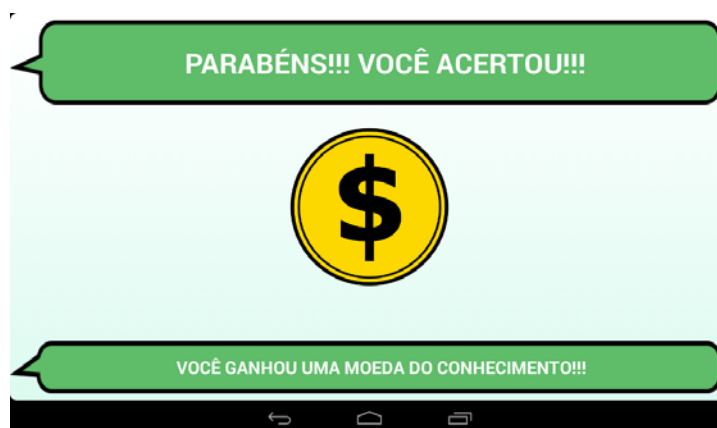 PARABÉNS!!! VOCÊ ACERTOU!!!
$
VOCÊ GANHOU UMA MOEDA DO CONHECIMENTO!!!